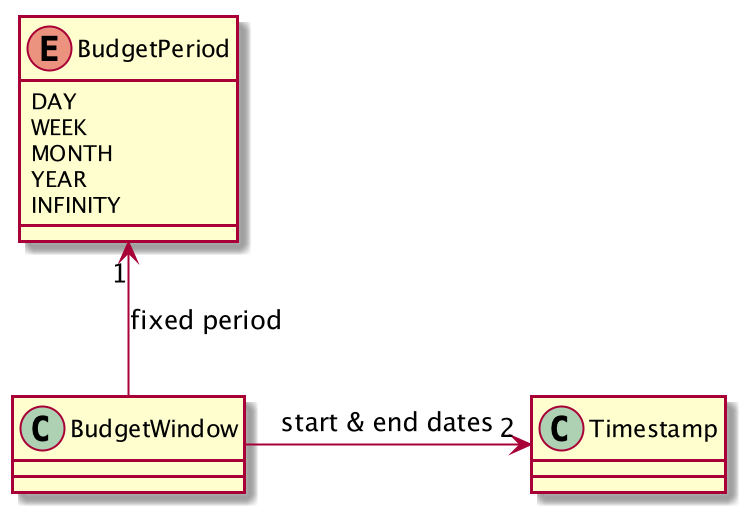 E BudgetPeriod
DAY
WEEK
MONTH
YEAR
INFINITY
1
fixed period
C BudgetWindow
start & end dates 2
C Timestamp